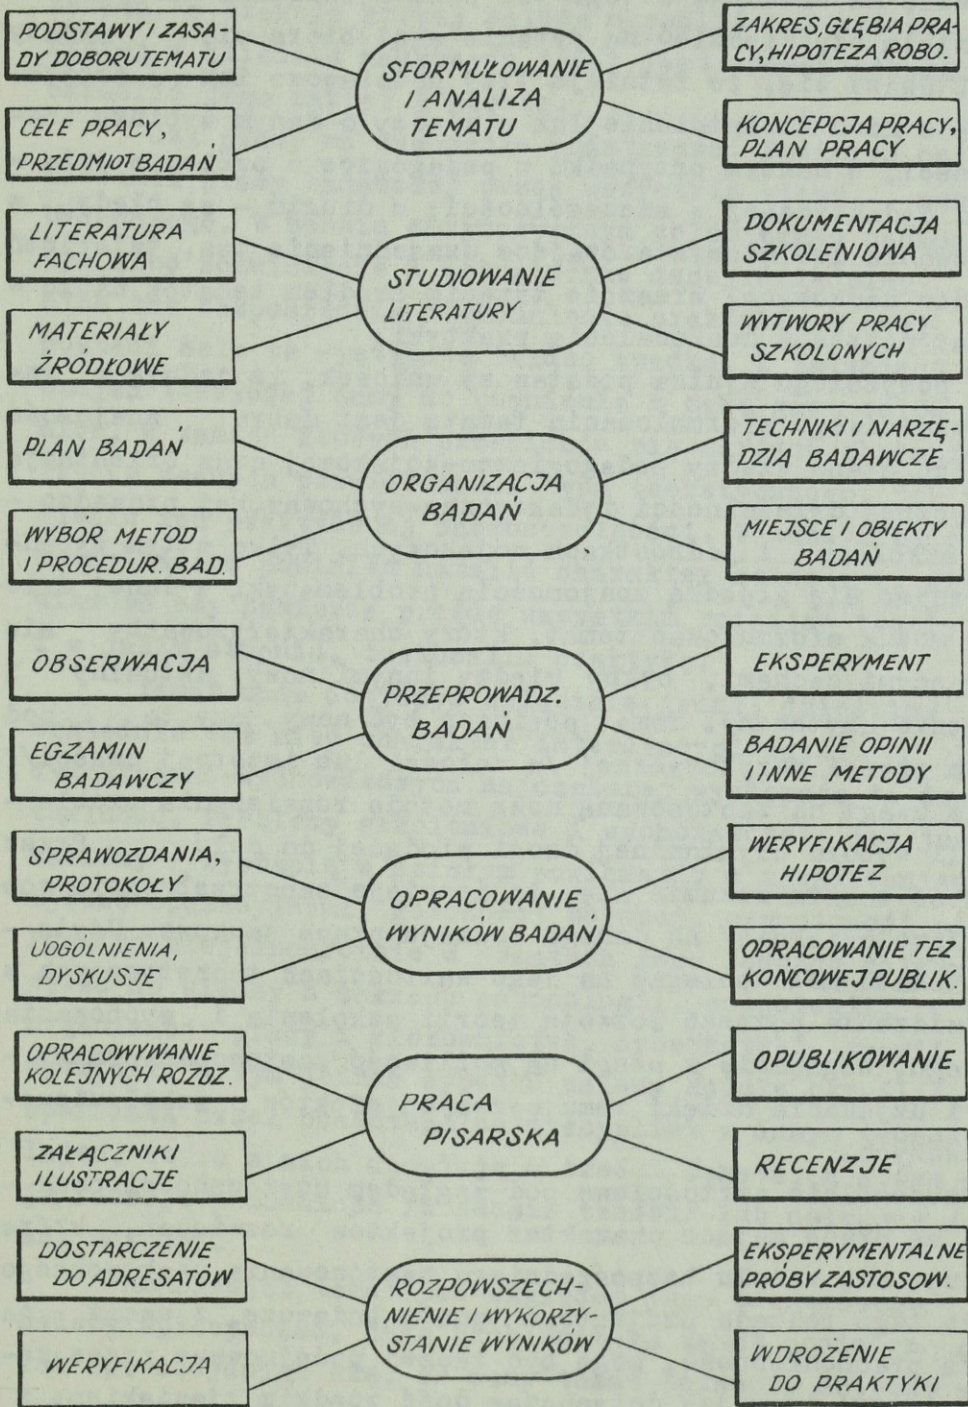 PODSTAWY I ZASA-
DY DOBORU TEMATU
CELE PRACY,
PRZEDMIOT BADAŃ
SFORMUŁOWANIE
I ANALIZA
TEMATU
ZAKRES, GŁĘBIA PRA-
CY, HIPOTEZA ROBO.
KONCEPCJA PRACY,
PLAN PRACY
LITERATURA
FACHOWA
MATERIAŁY
ŹRÓDŁOWE
STUDIOWANIE
LITERATURY
DOKUMENTACJA
SZKOLENIOWA
WYTWORY PRACY
SZKOLONYCH
PLAN BADAŃ
WYBÓR METOD
I PROCEDUR. BAD.
ORGANIZACJA
BADAŃ
TECHNIKI I NARZĘ-
DZIA BADAWCZE
MIEJSCE I OBIEKTY
BADAŃ
OBSERWACJA
EGZAMIN
BADAWCZY
PRZEPROWADZ.
BADAŃ
EKSPERYMENT
BADANIE OPINII
I INNE METODY
SPRAWOZDANIA,
PROTOKOŁY
UOGÓLNIENIA,
DYSKUSJE
OPRACOWANIE
WYNIKÓW BADAŃ
WERYFIKACJA
HIPOTEZ
OPRACOWANIE TEZ
KOŃCOWEJ PUBLIK.
OPRACOWYWANIE
KOLEJNYCH ROZDZ.
ZAŁĄCZNIKI
ILUSTRACJE
PRACA
PISARSKA
OPUBLIKOWANIE
RECENZJE
DOSTARCZENIE
DO ADRESATÓW
WERYFIKACJA
ROZPOWSZECH-
NIENIE I WYKORZY-
STANIE WYNIKÓW
EKSPERYMENTALNE
PRÓBY ZASTOSOW.
WDROŻENIE
DO PRAKTYKI